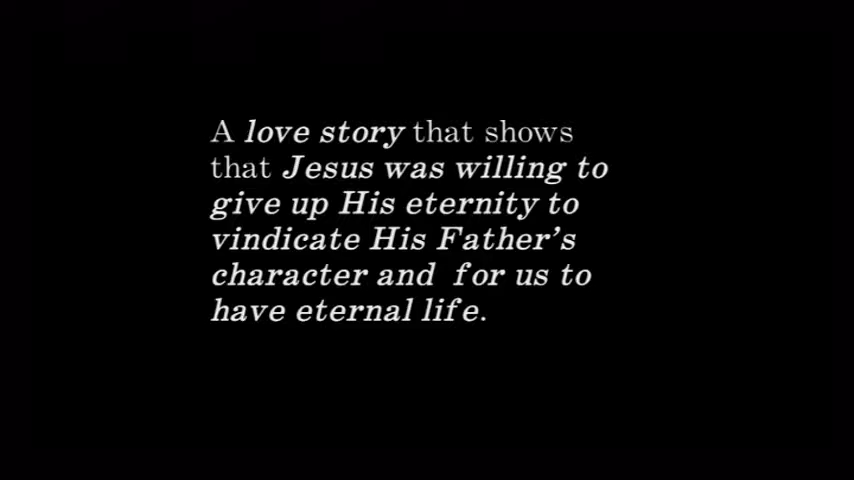 A love story that shows
that Jesus was willing to
give up His eternity to
vindicate His Father's
character and for us to
have eternal life.